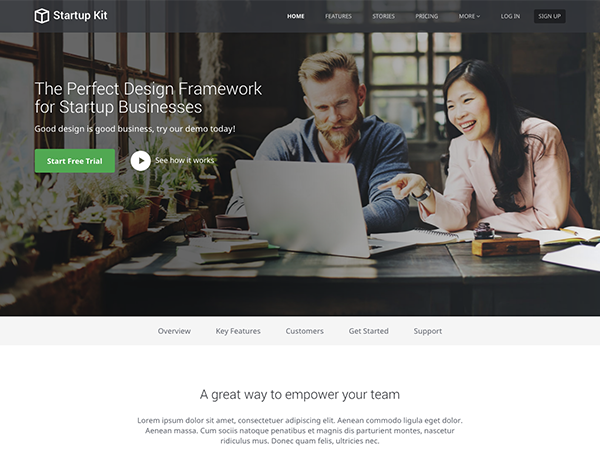 Startup Kit
HOME FEATURES STORIES PRICING MORE LOG IN SIGN UP
The Perfect Design Framework
for Startup Businesses
Good design is good business, try our demo today!
Start Free Trial See how it works
Overview Key Features Customers Get Started Support
A great way to empower your team
Lorem ipsum dolor sit amet, consectetuer adipiscing elit. Aenean commodo ligula eget dolor.
Aenean massa. Cum sociis natoque penatibus et magnis dis parturient montes, nascetur
ridiculus mus. Donec quam felis, ultricies nec.